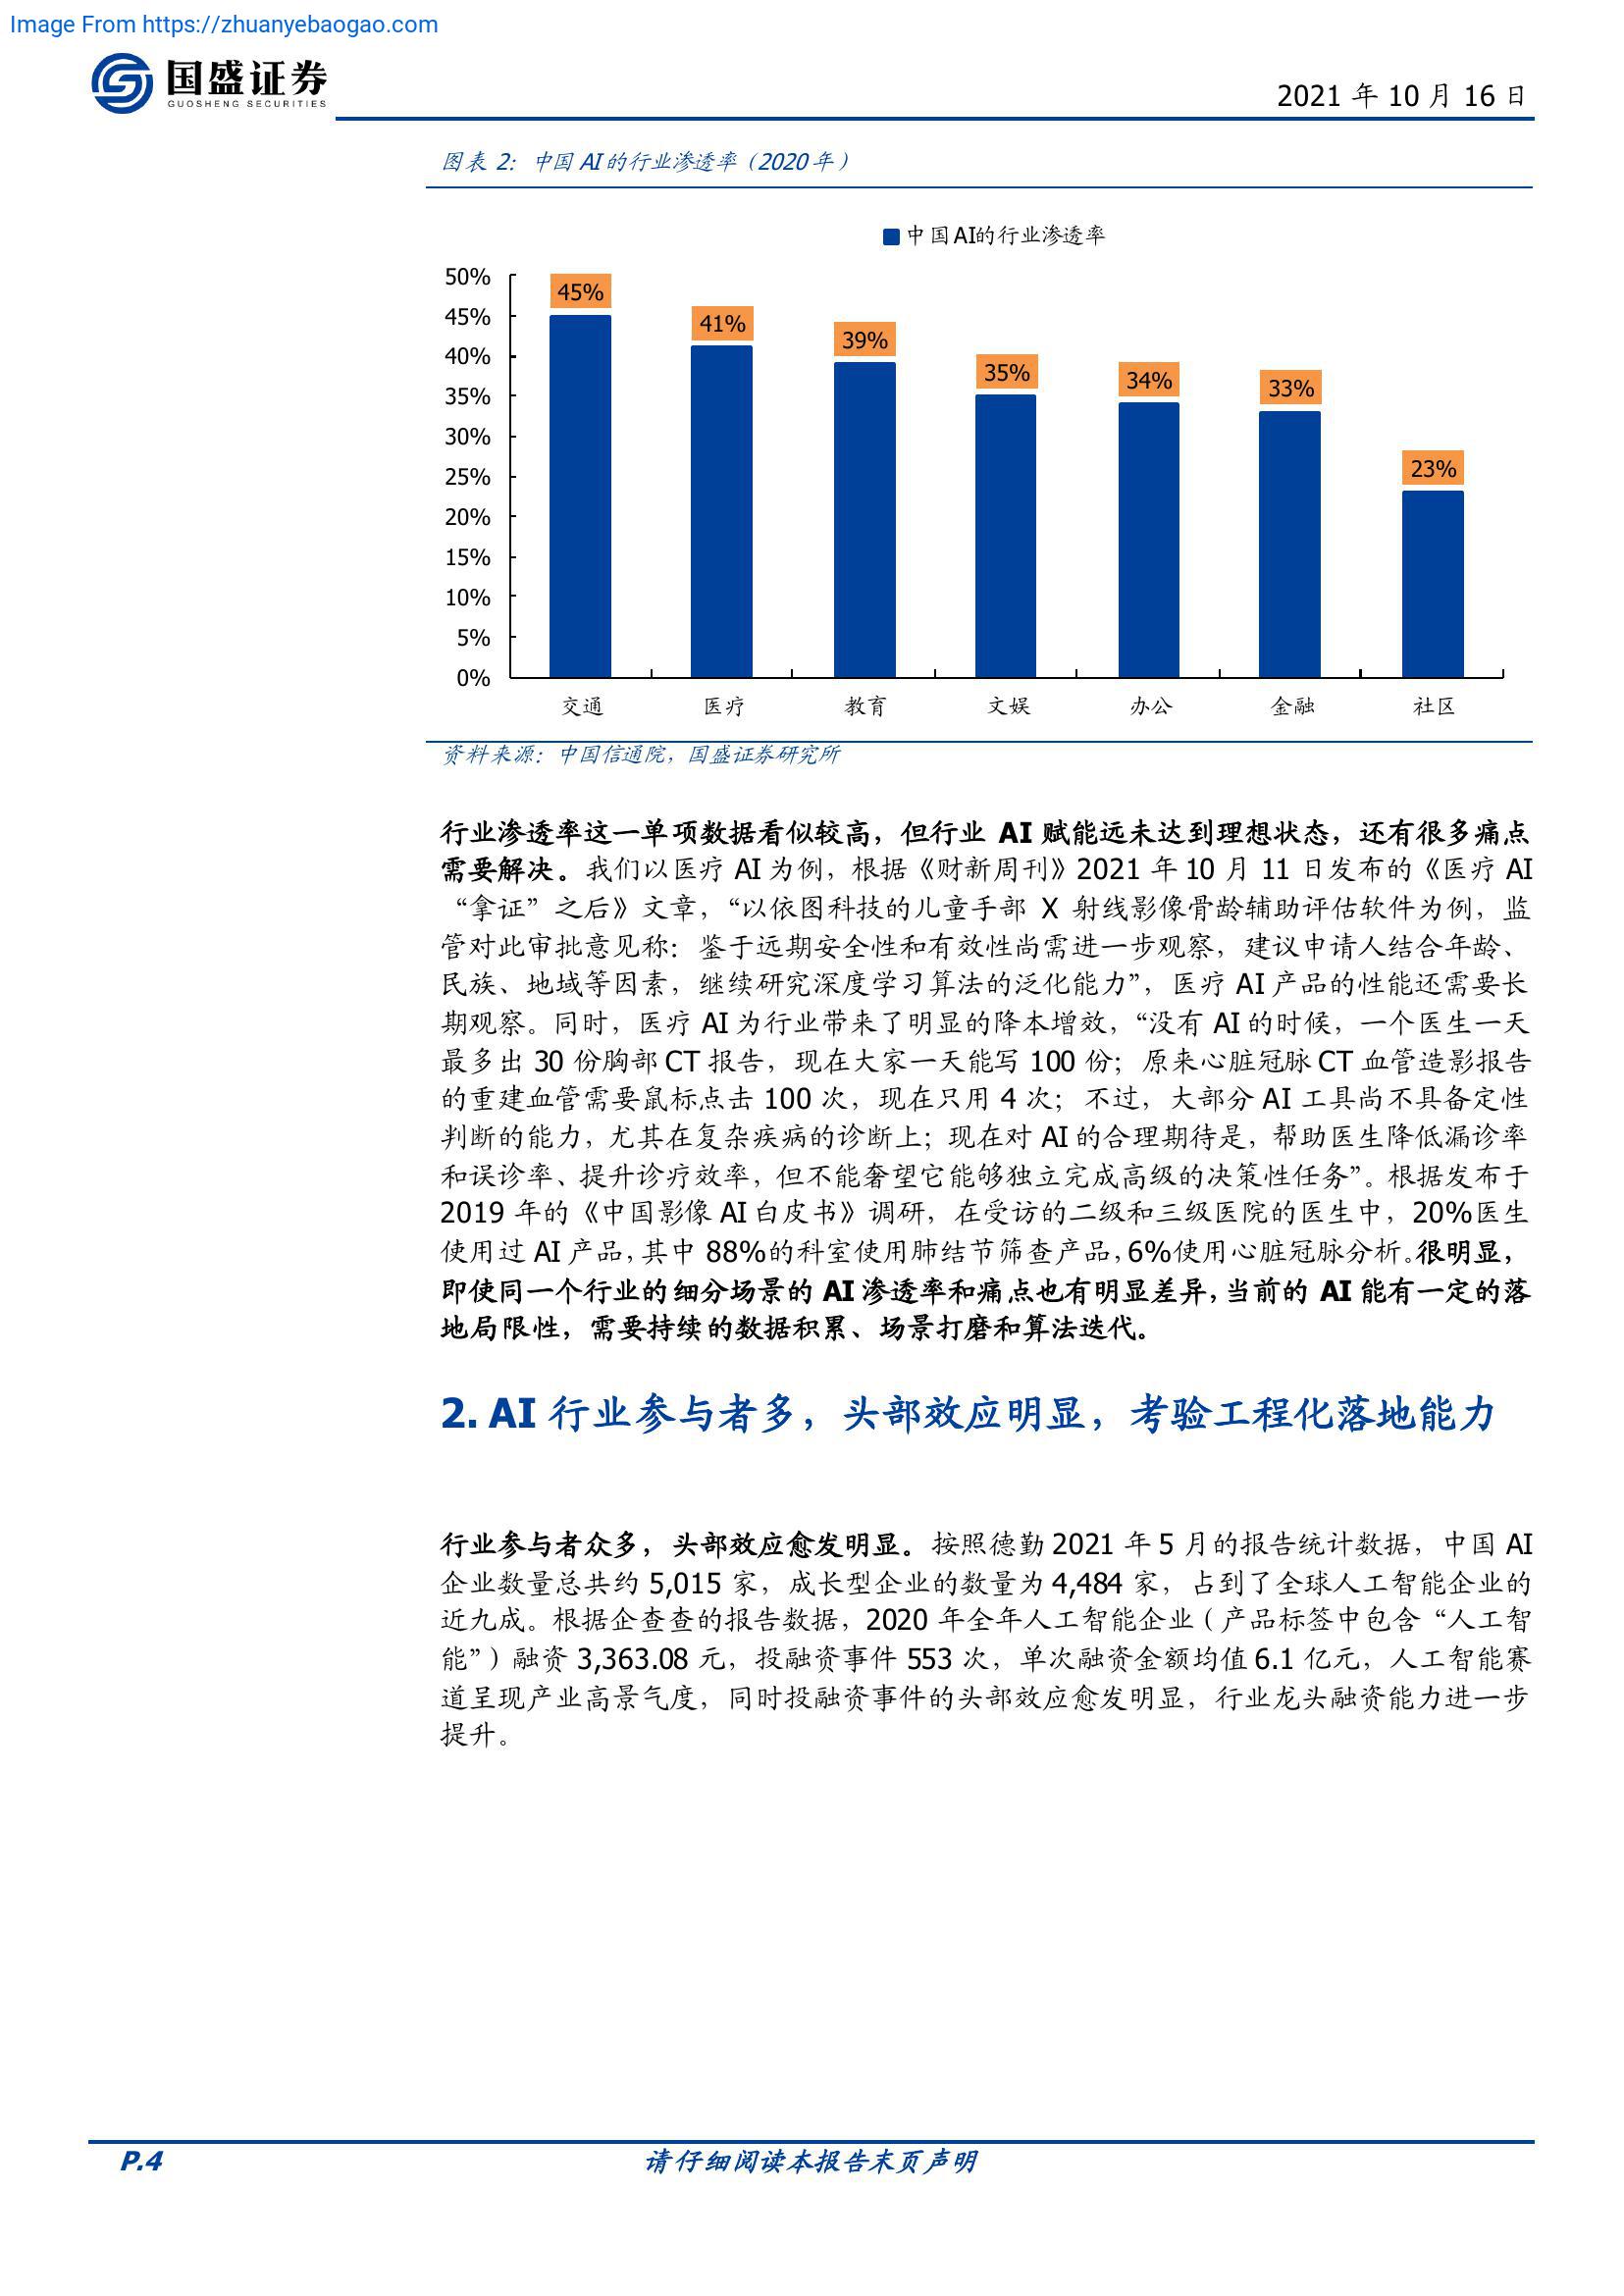 Image From https://zhuanyebaogao.com
国盛证券
GUOSHENG SECURITIES
2021 年 10 月 16 日
图表 2: 中国 AI 的行业渗透率（2020 年）
中国AI的行业渗透率
50%
45%
40%
35%
30%
25%
20%
15%
10%
5%
0%
45%
41%
39%
35%
34%
33%
23%
交通
医疗
教育
文娱
办公
金融
社区
资料来源：中国信通院，国盛证券研究所
行业渗透率这一单项数据看似较高，但行业 AI 赋能远未达到理想状态，还有很多痛点
需要解决。我们以医疗 AI 为例，根据《财新周刊》2021 年 10 月 11 日发布的《医疗 AI
“拿证”之后》文章，“以依图科技的儿童手部 X 射线影像骨龄辅助评估软件为例，监
管对此审批意见称：鉴于远期安全性和有效性尚需进一步观察，建议申请人结合年龄、
民族、地域等因素，继续研究深度学习算法的泛化能力”，医疗 AI 产品的性能还需要长
期观察。同时，医疗 AI 为行业带来了明显的降本增效，“没有 AI 的时候，一个医生一天
最多出 30 份胸部 CT 报告，现在大家一天能写 100 份；原来心脏冠脉 CT 血管造影报告
的重建血管需要鼠标点击 100 次，现在只用 4 次；不过，大部分 AI 工具尚不具备定性
判断的能力，尤其在复杂疾病的诊断上；现在对 AI 的合理期待是，帮助医生降低漏诊率
和误诊率、提升诊疗效率，但不能奢望它能够独立完成高级的决策性任务”。根据发布于
2019 年的《中国影像 AI 白皮书》调研，在受访的二级和三级医院的医生中，20%医生
使用过 AI 产品，其中 88%的科室使用肺结节筛查产品，6%使用心脏冠脉分析。很明显，
即使同一个行业的细分场景的 AI 渗透率和痛点也有明显差异，当前的 AI 能有一定的落
地局限性，需要持续的数据积累、场景打磨和算法迭代。
2. AI 行业参与者多，头部效应明显，考验工程化落地能力
行业参与者众多，头部效应愈发明显。按照德勤 2021 年 5 月的报告统计数据，中国 AI
企业数量总共约 5,015 家，成长型企业的数量为 4,484 家，占到了全球人工智能企业的
近九成。根据企查查的报告数据，2020 年全年人工智能企业（产品标签中包含“人工智
能”）融资 3,363.08 元，投融资事件 553 次，单次融资金额均值 6.1 亿元，人工智能赛
道呈现产业高景气度，同时投融资事件的头部效应愈发明显，行业龙头融资能力进一步
提升。
P.4
请仔细阅读本报告末页声明